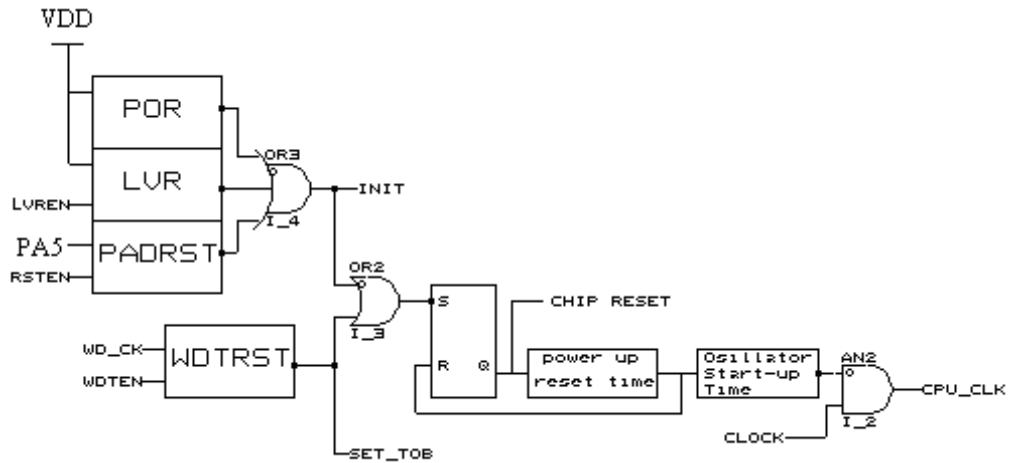 VDD
POR
OR3
LVR
INIT
LVREN
I_4
PA5
PADRST
RSTEN
OR2
S
CHIP RESET
I_3
WD_CK
WDTRST
WDTEN
R
Q
power up
reset time
Osillator
Start-up
Time
AN2
CPU_CLK
I_2
CLOCK
SET_TOB